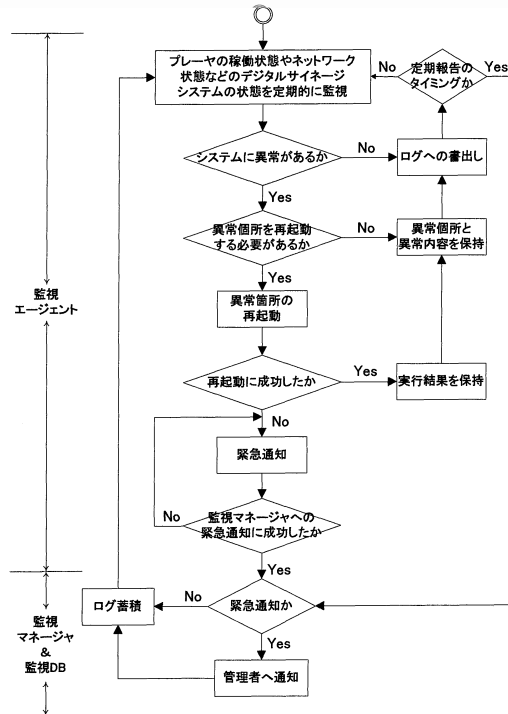 プレーヤの稼働状態やネットワーク
状態などのデジタルサイネージ
システムの状態を定期的に監視
No
定期報告の
タイミングか
Yes
システムに異常があるか
No
ログへの書出し
Yes
異常個所を再起動
する必要があるか
No
異常個所と
異常内容を保持
Yes
監視
エージェント
異常箇所の
再起動
再起動に成功したか
Yes
実行結果を保持
No
緊急通知
No
監視マネージャへの
緊急通知に成功したか
Yes
ログ蓄積
No
緊急通知か
監視
マネージャ
&
監視DB
Yes
管理者へ通知